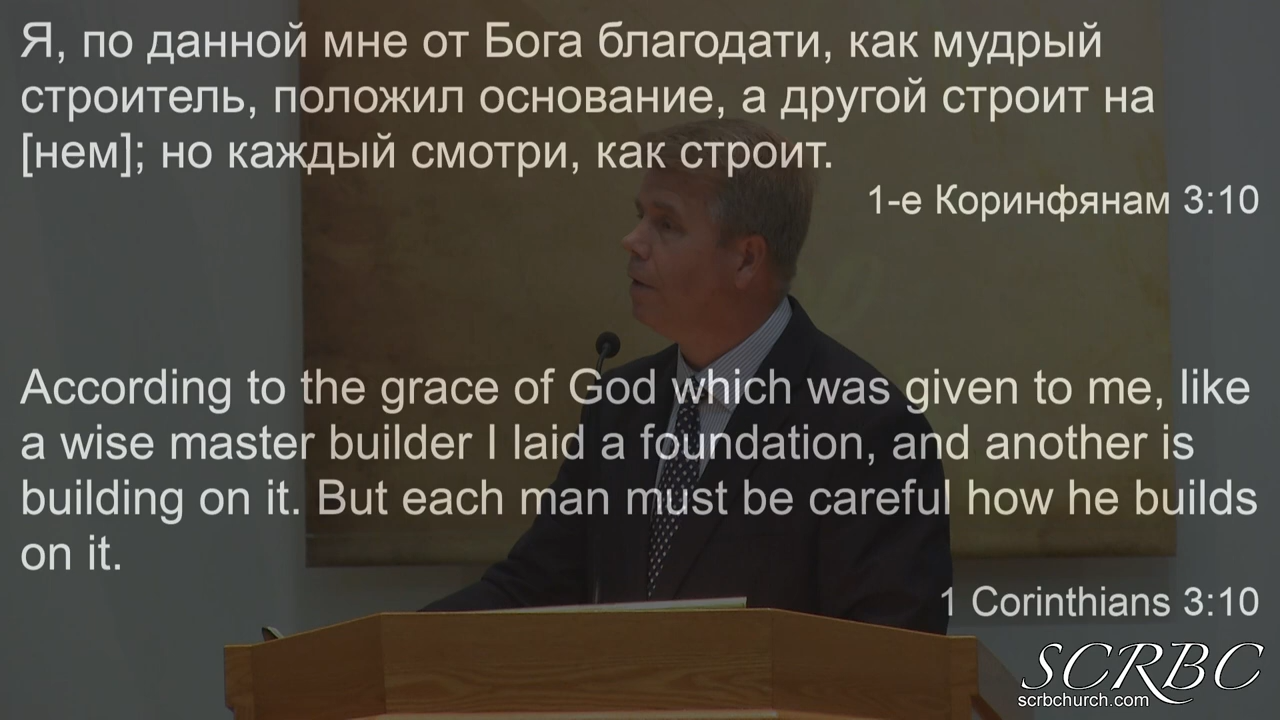 Я, по данной мне от Бога благодати, как мудрый
строитель, положил основание, а другой строит на
[нем]; но каждый смотри, как строит.
1-е Коринфянам 3:10
According to the grace of God which was given to me, like
a wise master builder I laid a foundation, and another is
building on it. But each man must be careful how he builds
on it.
1 Corinthians 3:10
SCRBC
scrbchurch.com